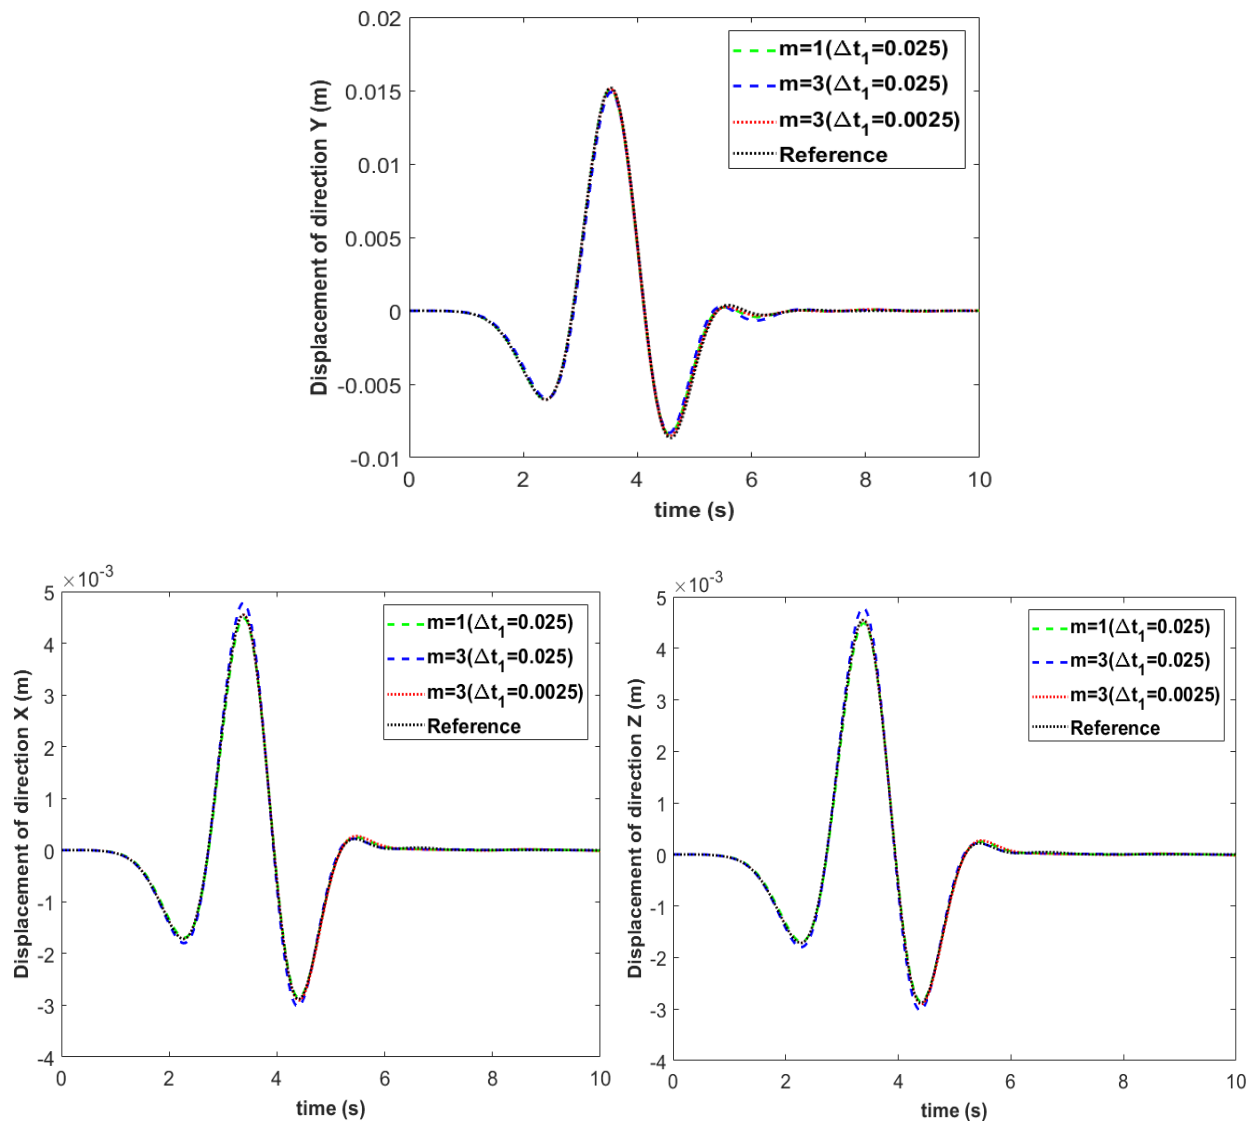 0.02
0.015
0.01
0.005
0
-0.005
-0.01
Displacement of direction Y (m)
m=1(Δt1=0.025)
m=3(Δt1=0.025)
m=3(Δt1=0.0025)
Reference
0 2 4 6 8 10
time (s)
×10-3
5
4
3
2
1
0
-1
-2
-3
-4
Displacement of direction X (m)
m=1(Δt1=0.025)
m=3(Δt1=0.025)
m=3(Δt1=0.0025)
Reference
0 2 4 6 8 10
time (s)
×10-3
5
4
3
2
1
0
-1
-2
-3
-4
Displacement of direction Z (m)
m=1(Δt1=0.025)
m=3(Δt1=0.025)
m=3(Δt1=0.0025)
Reference
0 2 4 6 8 10
time (s)